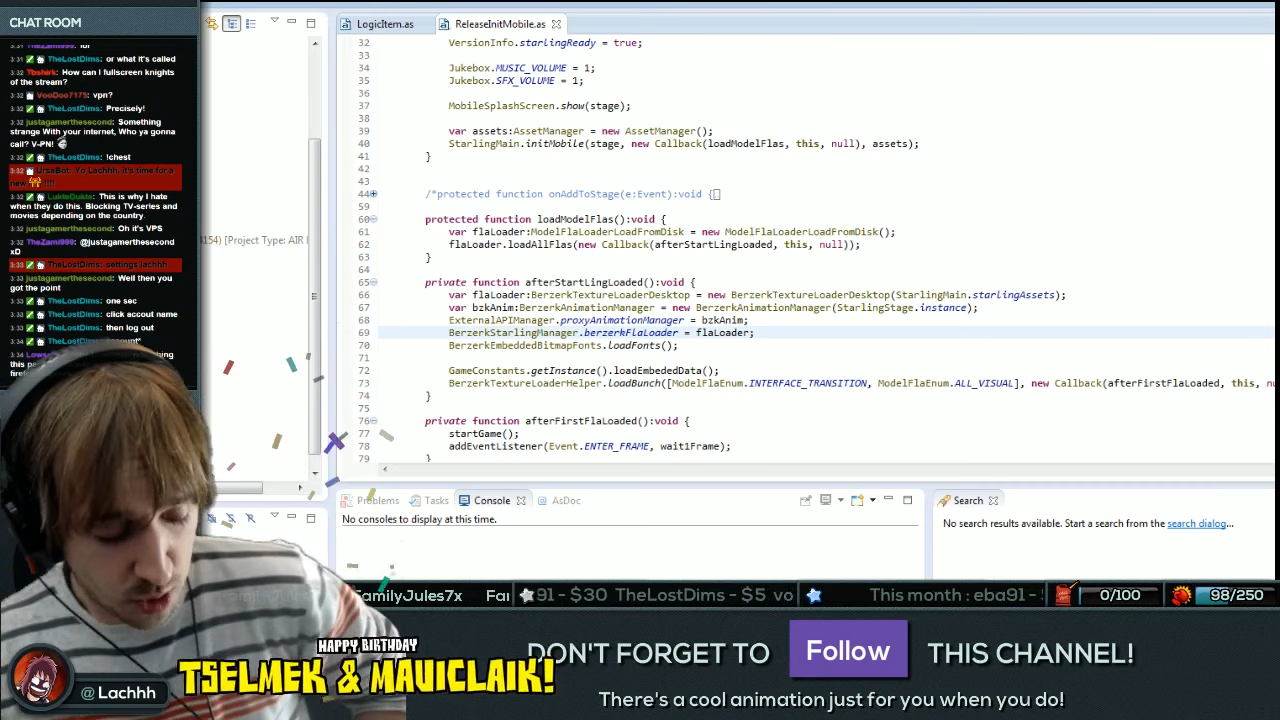 CHAT ROOM
3:31 TheLostDims: or what it's called
3:32 Tbshirk: How can I fullscreen knights
of the stream?
3:32 VooDoo7175: vpn?
3:32 TheLostDims: Precisely!
justagamerthesecond: Something
strange With your internet, Who ya gonna
call? V-PN!
3:32 TheLostDims: !chest
3:32 UrsaBot: Yo Lachhh, it's time for a
new !!!!
3:32 LukteDukte: This is why I hate
when they do this. Blocking TV-series and
movies depending on the country.
justagamerthesecond: Oh it's VPS
3:32 TheZami999: @justagamerthesecond
xD
3:33 TheLostDims: settings lachhh
3:33 justagamerthesecond: Well then you
got the point
3:33 TheLostDims: one sec
3:33 TheLostDims: click accout name
3:33 TheLostDims: then log out
4154) [Project Type: AIR
LogicItem.as
ReleaseInitMobile.as
32 VersionInfo.starlingReady = true;
33
34 Jukebox.MUSIC_VOLUME = 1;
35 Jukebox.SFX_VOLUME = 1;
36
37 MobileSplashScreen.show(stage);
38
39 var assets:AssetManager = new AssetManager();
40 StarlingMain.initMobile(stage, new Callback(loadModelFlas, this, null), assets);
41 }
42
43
44 /*protected function onAddToStage(e:Event):void {
59
60 protected function loadModelFlas():void {
61 var flaLoader:ModelFlaLoaderLoadFromDisk = new ModelFlaLoaderLoadFromDisk();
62 flaLoader.loadAllFlas(new Callback(afterStartLingLoaded, this, null));
63 }
64
65 private function afterStartLingLoaded():void {
66 var flaLoader:BerzerkTextureLoaderDesktop = new BerzerkTextureLoaderDesktop(StarlingMain.starlingAssets);
67 var bzkAnim:BerzerkAnimationManager = new BerzerkAnimationManager(StarlingStage.instance);
68 ExternalAPIManager.proxyAnimationManager = bzkAnim;
69 BerzerkStarlingManager.berzerkFlaLoader = flaLoader;
70 BerzerkEmbeddedBitmapFonts.loadFonts();
71
72 GameConstants.getInstance().loadEmbededData();
73 BerzerkTextureLoaderHelper.loadBunch([ModelFlaEnum.INTERFACE_TRANSITION, ModelFlaEnum.ALL_VISUAL], new Callback(afterFirstFlaLoaded, this, nu
74 }
75
76 private function afterFirstFlaLoaded():void {
77 startGame();
78 addEventListener(Event.ENTER_FRAME, wait1Frame);
79 }
Problems Tasks Console AsDoc
No consoles to display at this time.
Search
No search results available. Start a search from the search dialog...
FamilyJules7x Fai 91 - $30 TheLostDims - $5 vo This month : eba91 - 0/100 98/250
HAPPY BIRTHDAY
TSELMEK & MAVICLAIK!
@ Lachhh
DON'T FORGET TO Follow THIS CHANNEL!
There's a cool animation just for you when you do!